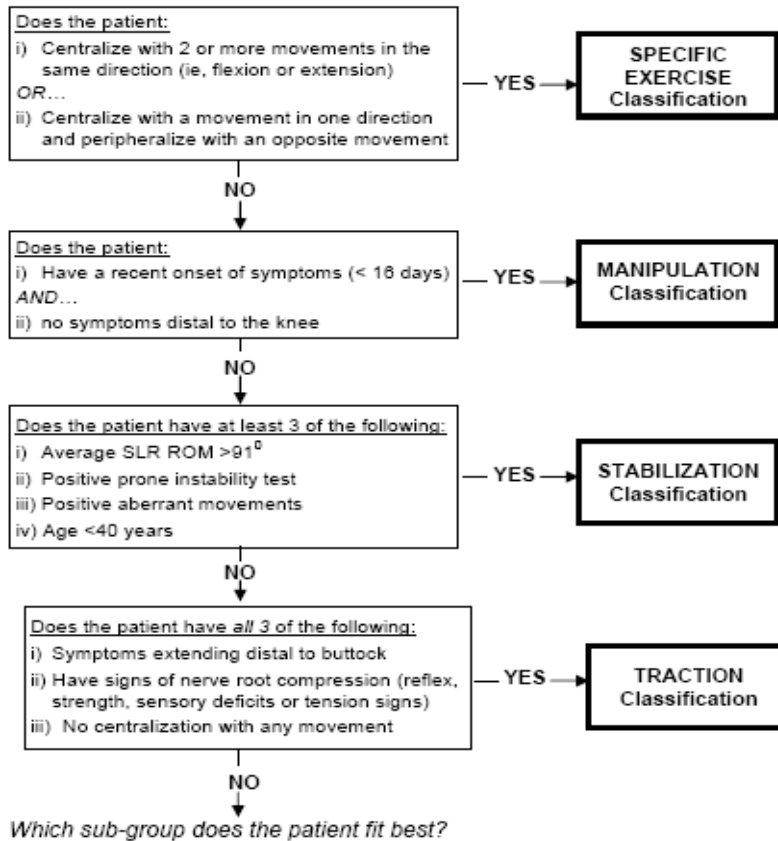 Does the patient:
i) Centralize with 2 or more movements in the
same direction (ie, flexion or extension)
OR…
ii) Centralize with a movement in one direction
and peripheralize with an opposite movement
YES
SPECIFIC
EXERCISE
Classification
NO
Does the patient:
i) Have a recent onset of symptoms (< 16 days)
AND…
ii) no symptoms distal to the knee
YES
MANIPULATION
Classification
NO
Does the patient have at least 3 of the following:
i) Average SLR ROM >91⁰
ii) Positive prone instability test
iii) Positive aberrant movements
iv) Age <40 years
YES
STABILIZATION
Classification
NO
Does the patient have all 3 of the following:
i) Symptoms extending distal to buttock
ii) Have signs of nerve root compression (reflex,
strength, sensory deficits or tension signs)
iii) No centralization with any movement
YES
TRACTION
Classification
NO
Which sub-group does the patient fit best?